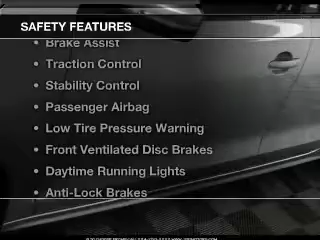 SAFETY FEATURES
• Brake Assist
• Traction Control
• Stability Control
• Passenger Airbag
• Low Tire Pressure Warning
• Front Ventilated Disc Brakes
• Daytime Running Lights
• Anti-Lock Brakes